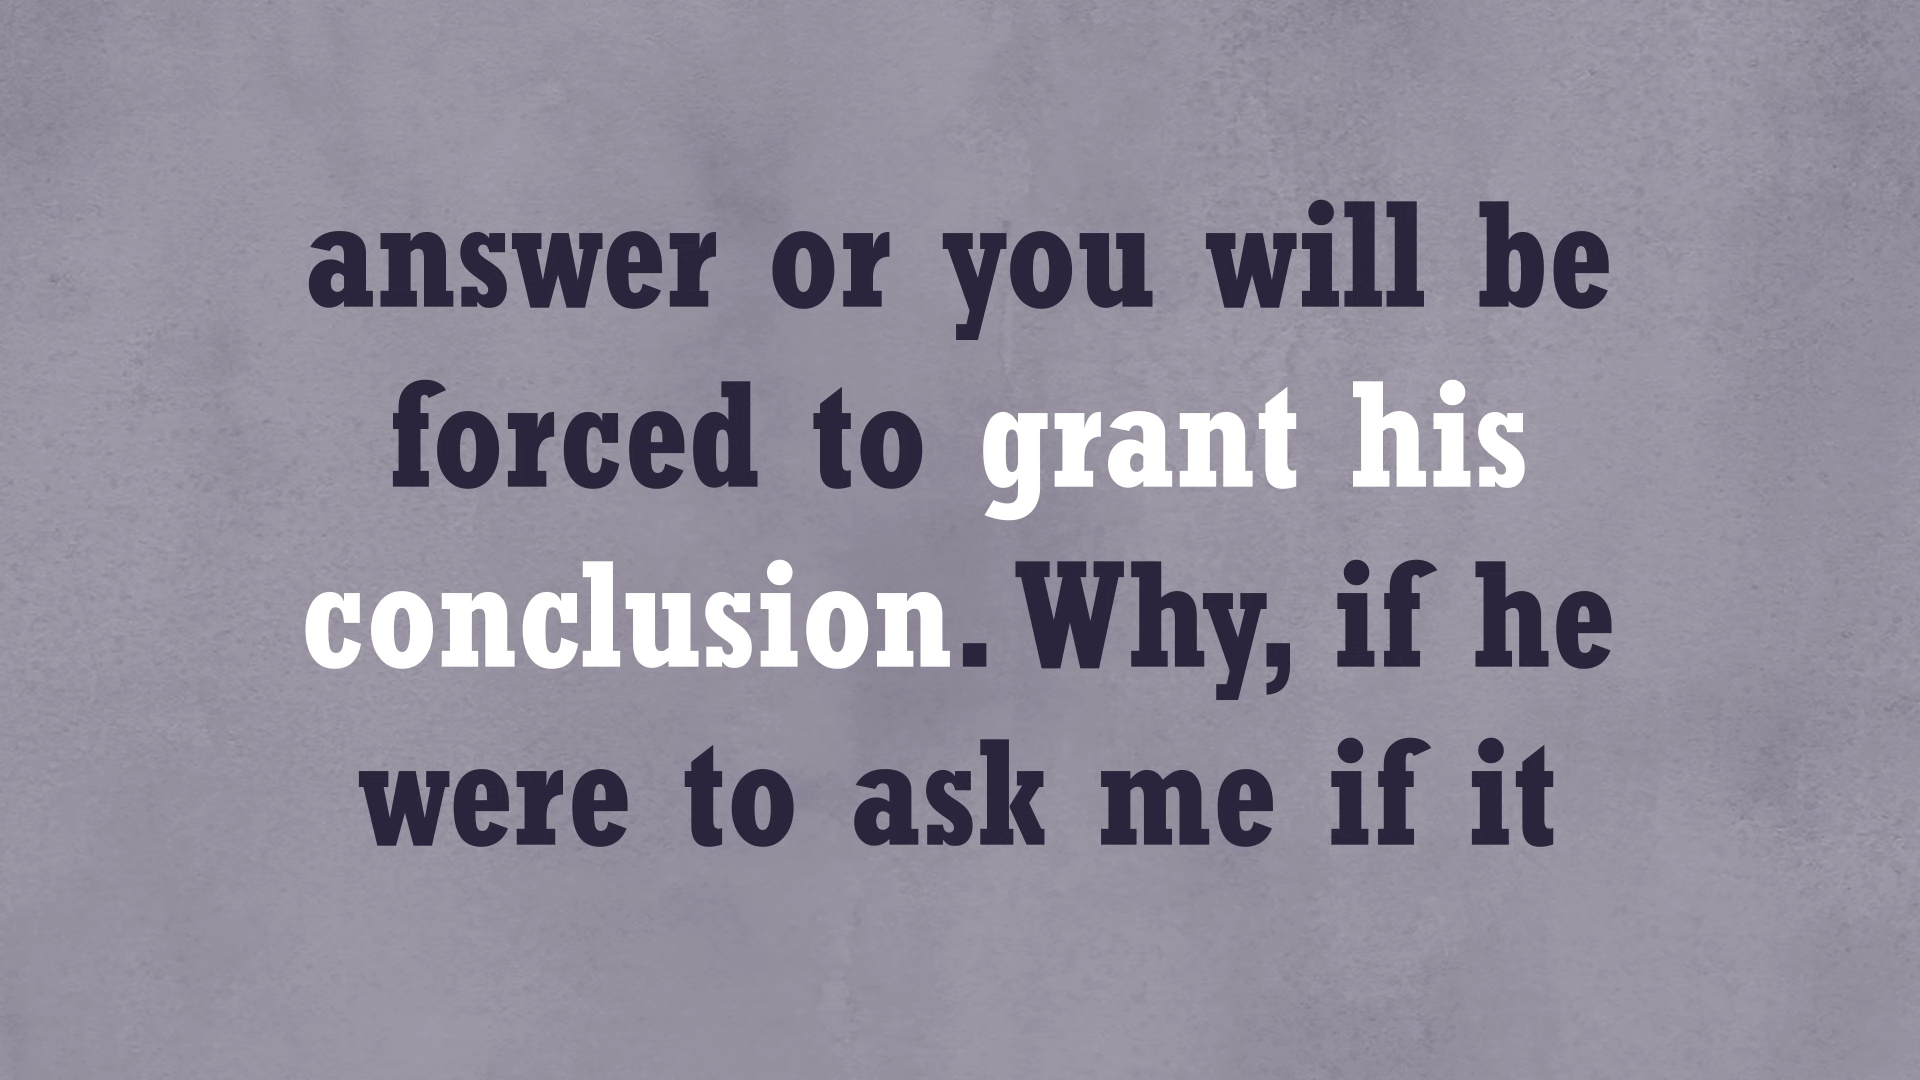 answer or you will be
forced to grant his
conclusion. Why, if he
were to ask me if it